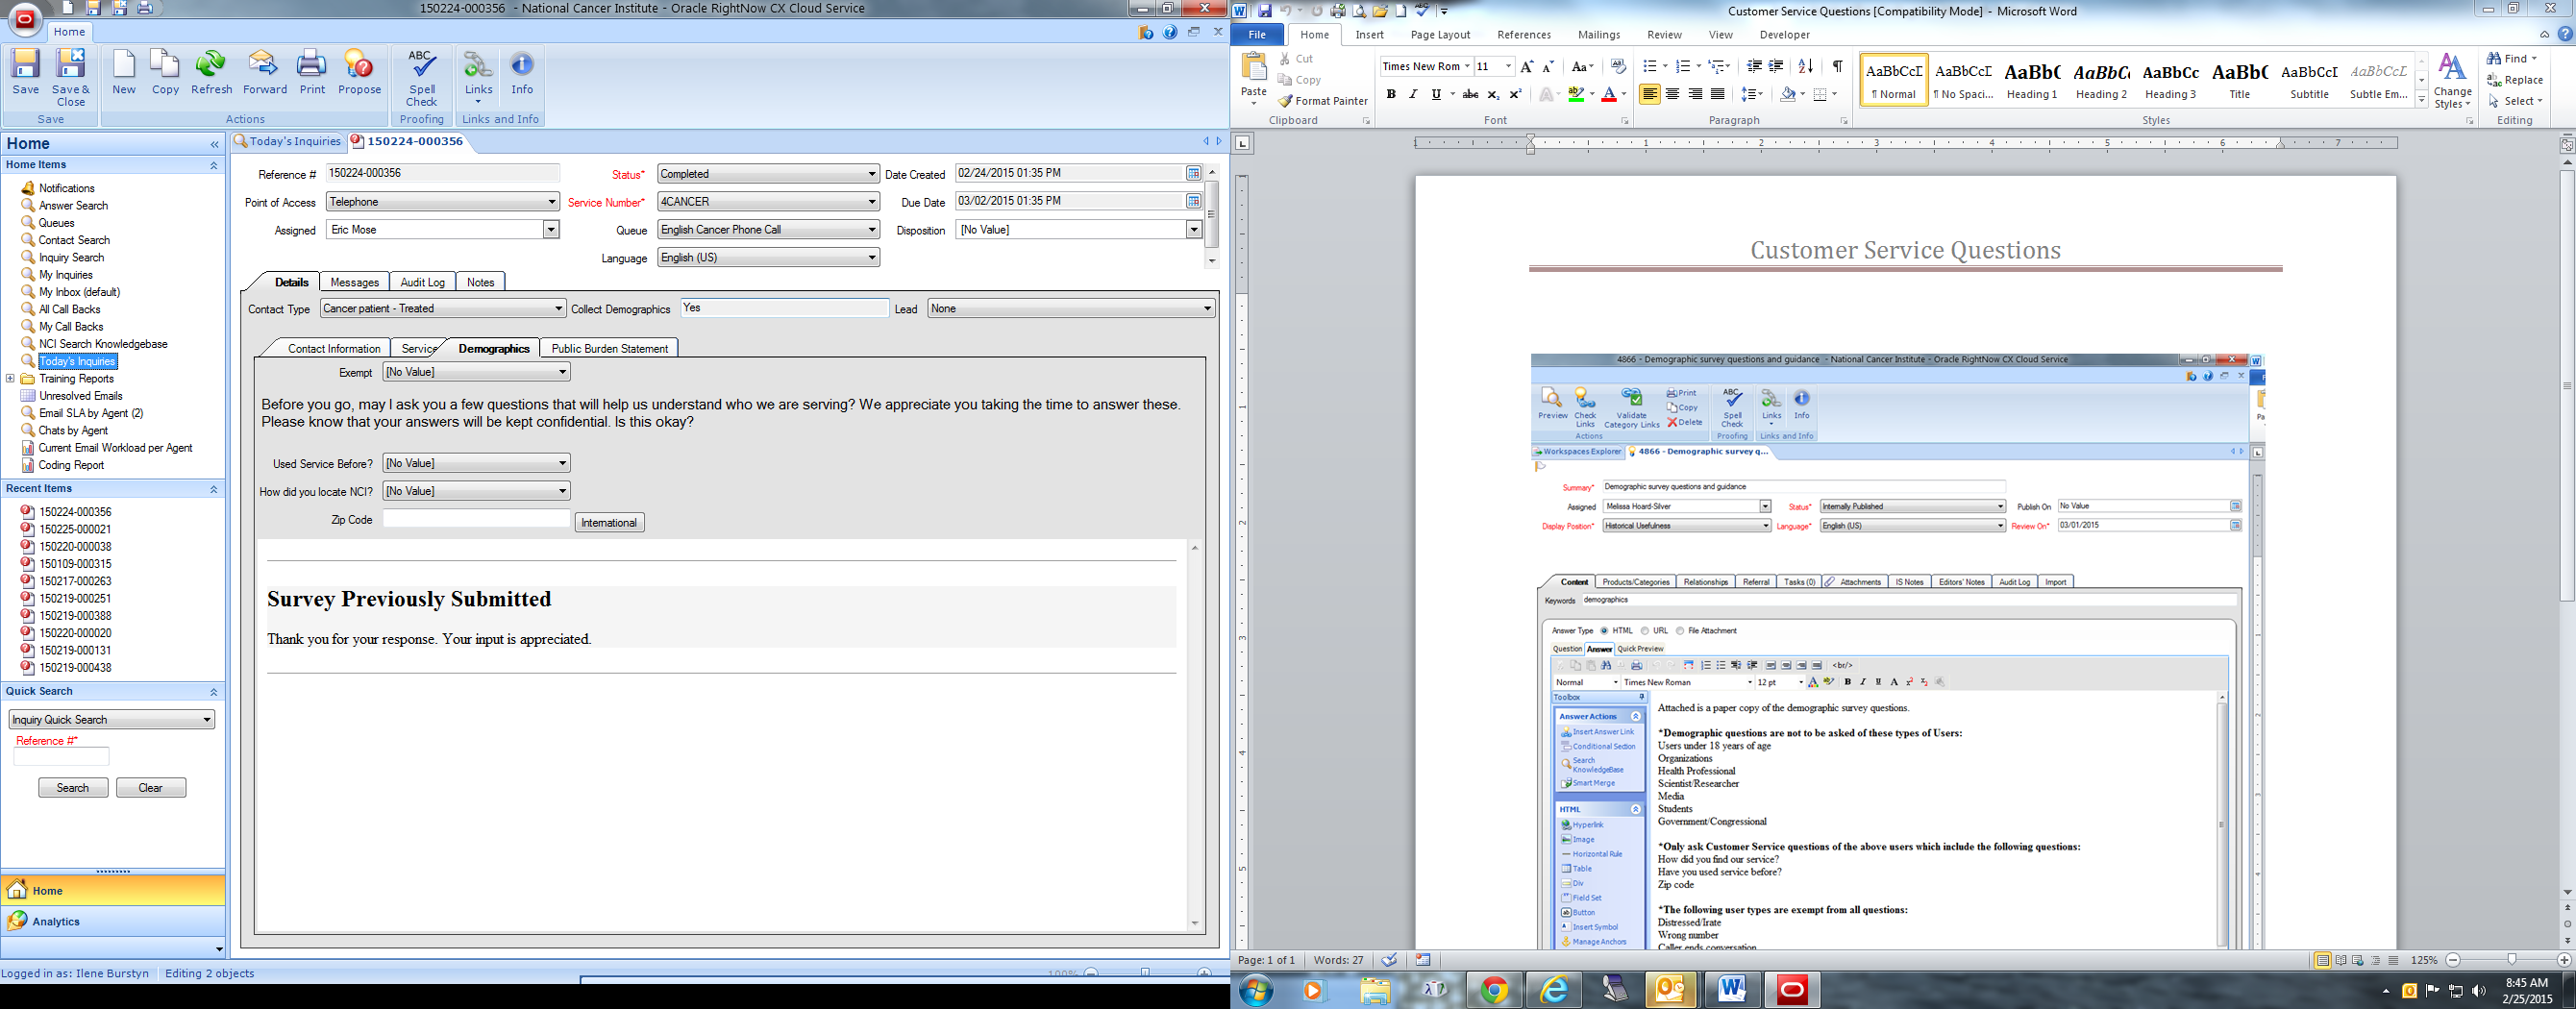 150224-000356 - National Cancer Institute - Oracle RightNow CX Cloud Service
Home
Save
Save & Close
New
Copy
Refresh
Forward
Print
Propose
ABC
Spell Check
Links
Info
Save
Actions
Proofing
Links and Info
Home
Home Items
Notifications
Answer Search
Queues
Contact Search
Inquiry Search
My Inquiries
My Inbox (default)
All Call Backs
My Call Backs
NCI Search Knowledgebase
Today's Inquiries
Training Reports
Unresolved Emails
Email SLA by Agent (2)
Chats by Agent
Current Email Workload per Agent
Coding Report
Recent Items
150224-000356
150225-000021
150220-000038
150109-000315
150217-000263
150219-000251
150219-000388
150220-000020
150219-000131
150219-000438
Quick Search
Inquiry Quick Search
Reference #*
Search
Clear
Home
Analytics
Logged in as: Ilene Burstyn
Editing 2 objects
100%
Today's Inquiries
150224-000356
Reference # 150224-000356
Status* Completed
Date Created 02/24/2015 01:35 PM
Point of Access Telephone
Service Number* 4CANCER
Due Date 03/02/2015 01:35 PM
Assigned Eric Mose
Queue English Cancer Phone Call
Disposition [No Value]
Language English (US)
Details
Messages
Audit Log
Notes
Contact Type Cancer patient - Treated
Collect Demographics Yes
Lead None
Contact Information
Service
Demographics
Public Burden Statement
Exempt [No Value]
Before you go, may I ask you a few questions that will help us understand who we are serving? We appreciate you taking the time to answer these.
Please know that your answers will be kept confidential. Is this okay?
Used Service Before? [No Value]
How did you locate NCI? [No Value]
Zip Code
International
Survey Previously Submitted
Thank you for your response. Your input is appreciated.
Customer Service Questions [Compatibility Mode] - Microsoft Word
File
Home
Insert
Page Layout
References
Mailings
Review
View
Developer
Paste
Cut
Copy
Format Painter
Clipboard
Times New Rom
11
Font
Paragraph
AaBbCcI
¶ Normal
AaBbCcI
¶ No Spaci...
AaBb(
Heading 1
AaBbC
Heading 2
AaBbCc
Heading 3
AaBb(
Title
AaBbCcI
Subtitle
AaBbCcI
Subtle Em...
Change Styles
Styles
Find
Replace
Select
Editing
Customer Service Questions
4866 - Demographic survey questions and guidance - National Cancer Institute - Oracle RightNow CX Cloud Service
Preview
Check Links
Validate Category Links
Print
Copy
Delete
ABC
Spell Check
Links
Info
Actions
Proofing
Links and Info
Workspaces Explorer
4866 - Demographic survey q...
Summary* Demographic survey questions and guidance
Assigned Melissa Hoard-Silver
Status* Internally Published
Publish On No Value
Display Position* Historical Usefulness
Language* English (US)
Review On* 03/01/2015
Content
Products/Categories
Relationships
Referral
Tasks (0)
Attachments
IS Notes
Editors' Notes
Audit Log
Import
Keywords demographics
Answer Type HTML URL File Attachment
Question
Answer
Quick Preview
<br/>
Normal
Times New Roman
12 pt
Toolbox
Answer Actions
Insert Answer Link
Conditional Section
Search KnowledgeBase
Smart Merge
HTML
Hyperlink
Image
Horizontal Rule
Table
Div
Field Set
Button
Insert Symbol
Manage Anchors
Attached is a paper copy of the demographic survey questions.
*Demographic questions are not to be asked of these types of Users:
Users under 18 years of age
Organizations
Health Professional
Scientist/Researcher
Media
Students
Government/Congressional
*Only ask Customer Service questions of the above users which include the following questions:
How did you find our service?
Have you used service before?
Zip code
*The following user types are exempt from all questions:
Distressed/Irate
Wrong number
Caller ends conversation
Page: 1 of 1
Words: 27
125%
8:45 AM
2/25/2015